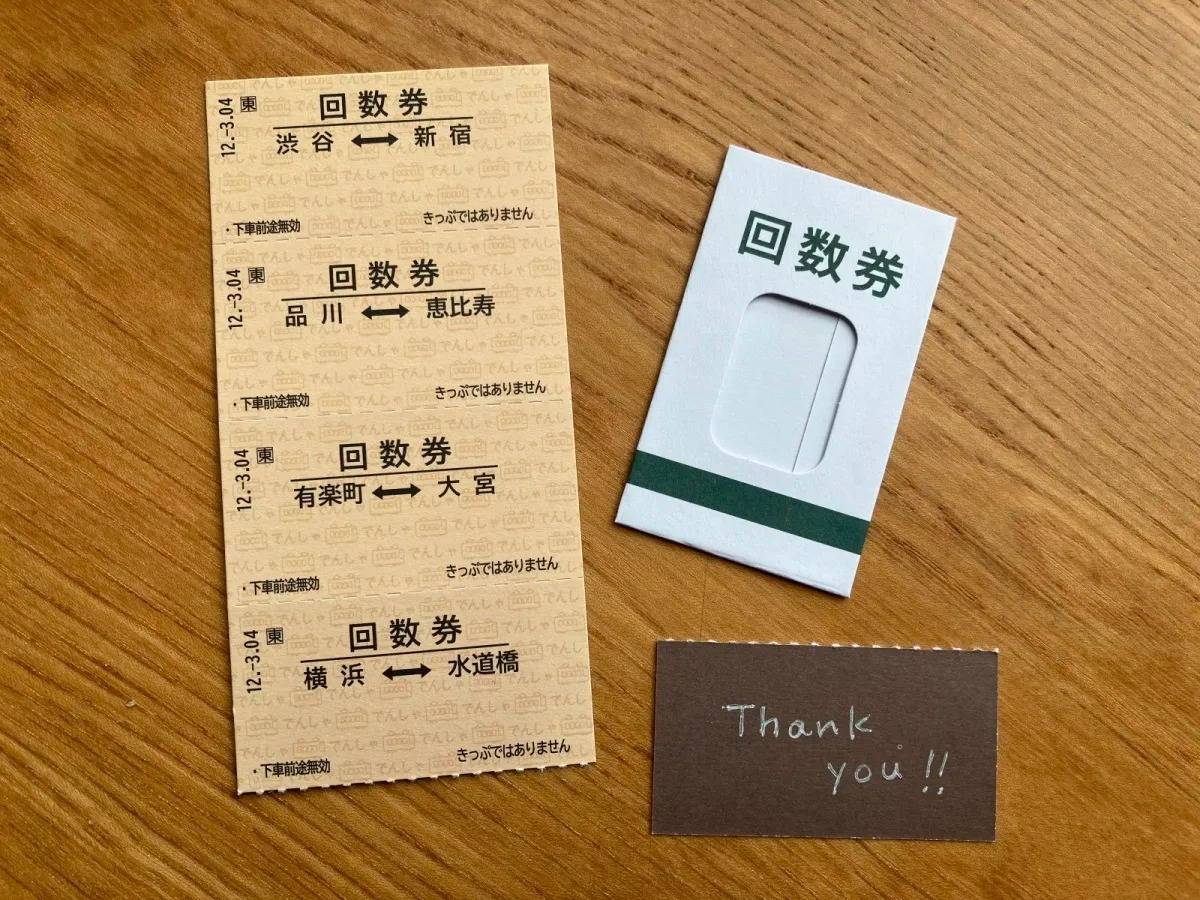 12.-3.04 東
回数券
渋谷 ↔ 新宿
・下車前途無効 きっぷではありません
12.-3.04 東
回数券
品川 ↔ 恵比寿
・下車前途無効 きっぷではありません
12.-3.04 東
回数券
有楽町 ↔ 大宮
・下車前途無効 きっぷではありません
12.-3.04 東
回数券
横浜 ↔ 水道橋
・下車前途無効 きっぷではありません
回数券
Thank
you!!